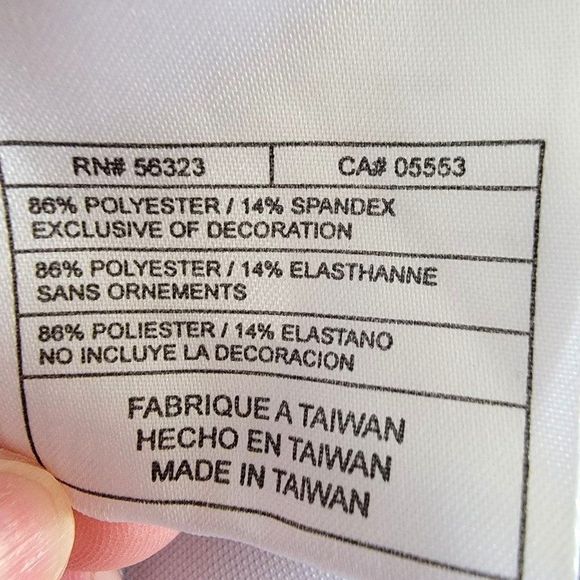 RN# 56323 CA# 05553
86% POLYESTER / 14% SPANDEX
EXCLUSIVE OF DECORATION
86% POLYESTER / 14% ELASTHANNE
SANS ORNEMENTS
86% POLIESTER / 14% ELASTANO
NO INCLUYE LA DECORACION
FABRIQUE A TAIWAN
HECHO EN TAIWAN
MADE IN TAIWAN